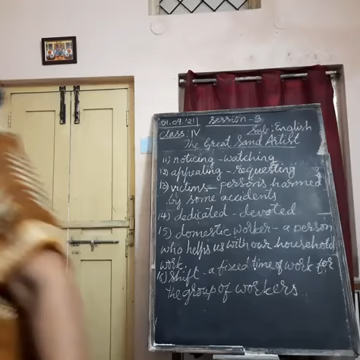 01.09.'21 Session-3
Class: IV Sub: English
The Great Sand Artist
11) noticing - watching
12) appealing - requesting
13) victims - persons harmed
by some accidents
14) dedicated - devoted
15) domestic worker - a person
who helps us with our household
work.
16) Shift - a fixed time of work for
the group of workers